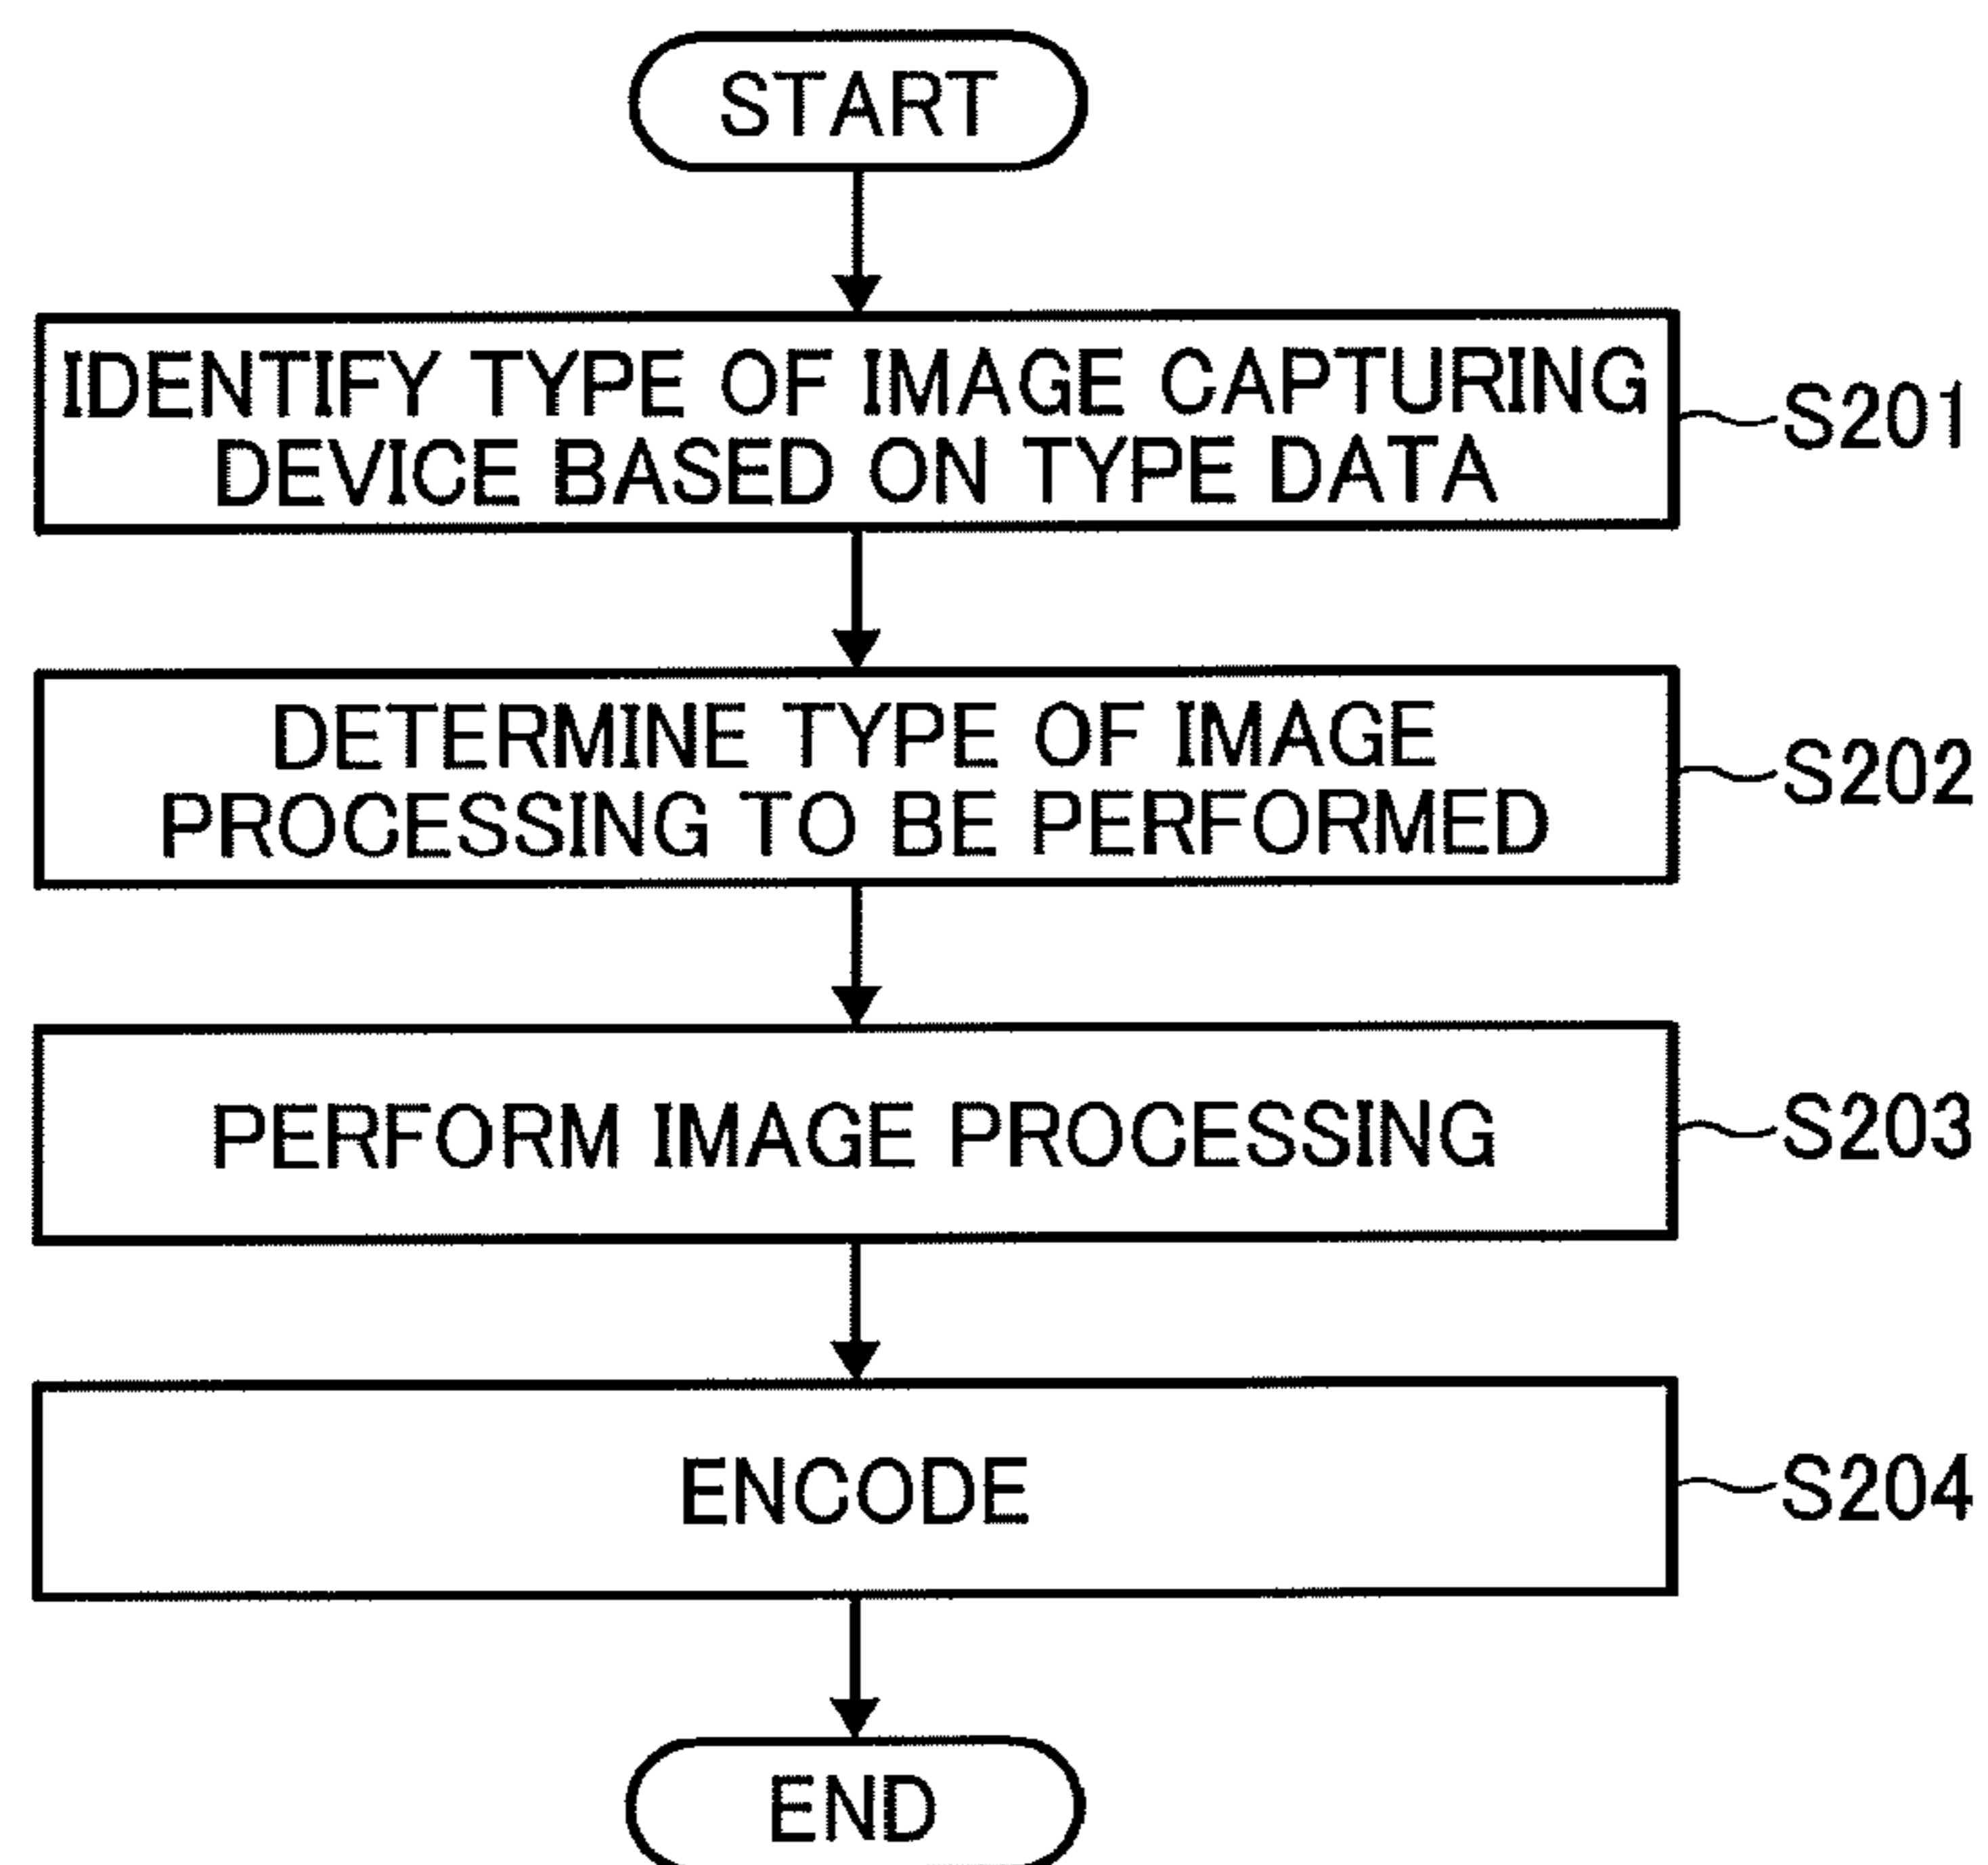 START
IDENTIFY TYPE OF IMAGE CAPTURING
DEVICE BASED ON TYPE DATA
S201
DETERMINE TYPE OF IMAGE
PROCESSING TO BE PERFORMED
S202
PERFORM IMAGE PROCESSING
S203
ENCODE
S204
END